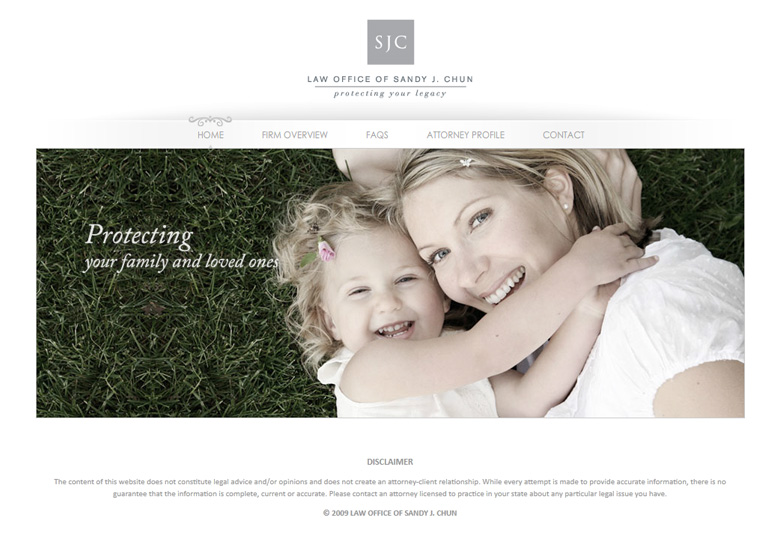 SJC
LAW OFFICE OF SANDY J. CHUN
protecting your legacy
HOME FIRM OVERVIEW FAQS ATTORNEY PROFILE CONTACT
Protecting
your family and loved ones
DISCLAIMER
The content of this website does not constitute legal advice and/or opinions and does not create an attorney-client relationship. While every attempt is made to provide accurate information, there is no
guarantee that the information is complete, current or accurate. Please contact an attorney licensed to practice in your state about any particular legal issue you have.
© 2009 LAW OFFICE OF SANDY J. CHUN